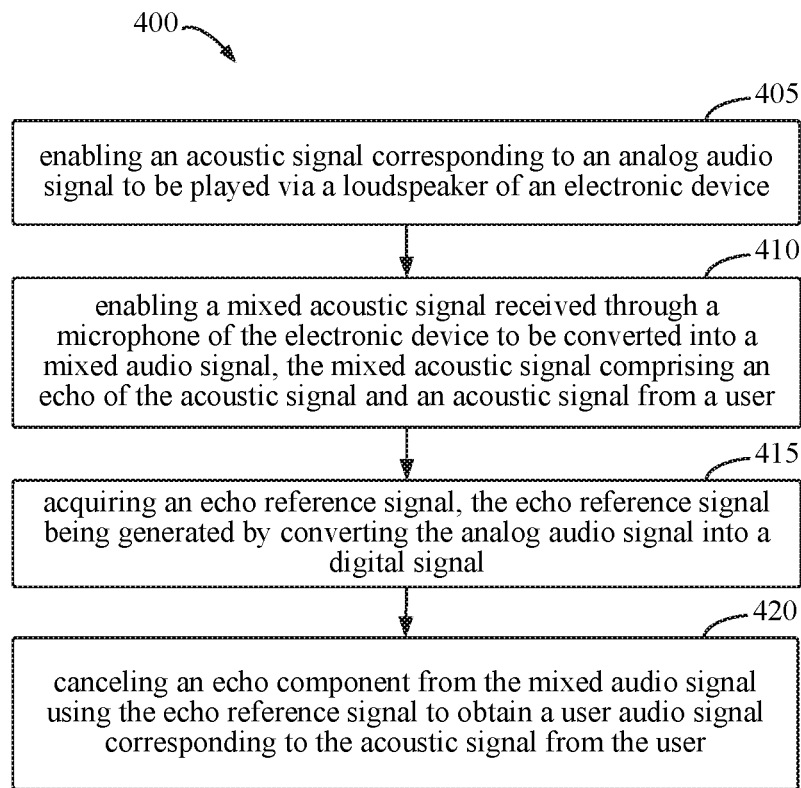 400
405
enabling an acoustic signal corresponding to an analog audio
signal to be played via a loudspeaker of an electronic device
410
enabling a mixed acoustic signal received through a
microphone of the electronic device to be converted into a
mixed audio signal, the mixed acoustic signal comprising an
echo of the acoustic signal and an acoustic signal from a user
415
acquiring an echo reference signal, the echo reference signal
being generated by converting the analog audio signal into a
digital signal
420
canceling an echo component from the mixed audio signal
using the echo reference signal to obtain a user audio signal
corresponding to the acoustic signal from the user